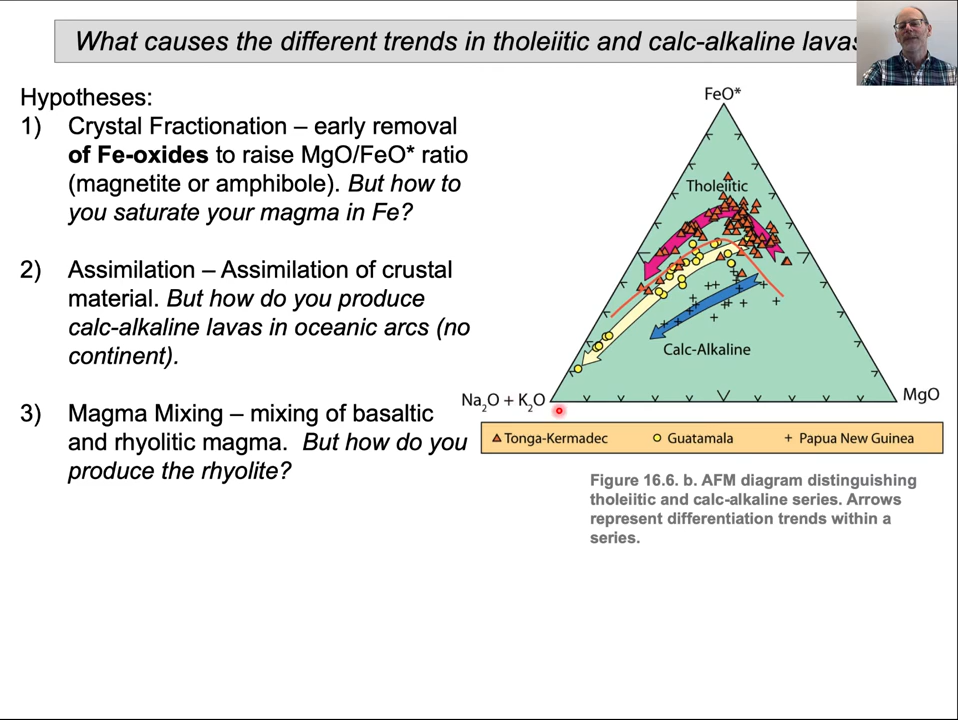 What causes the different trends in tholeiitic and calc-alkaline lavas
Hypotheses:
1) Crystal Fractionation – early removal
of Fe-oxides to raise MgO/FeO* ratio
(magnetite or amphibole). But how to
you saturate your magma in Fe?
2) Assimilation – Assimilation of crustal
material. But how do you produce
calc-alkaline lavas in oceanic arcs (no
continent).
3) Magma Mixing – mixing of basaltic
and rhyolitic magma. But how do you
produce the rhyolite?
FeO*
Tholeiitic
Calc-Alkaline
Na₂O + K₂O
MgO
Tonga-Kermadec
Guatamala
Papua New Guinea
Figure 16.6. b. AFM diagram distinguishing
tholeiitic and calc-alkaline series. Arrows
represent differentiation trends within a
series.